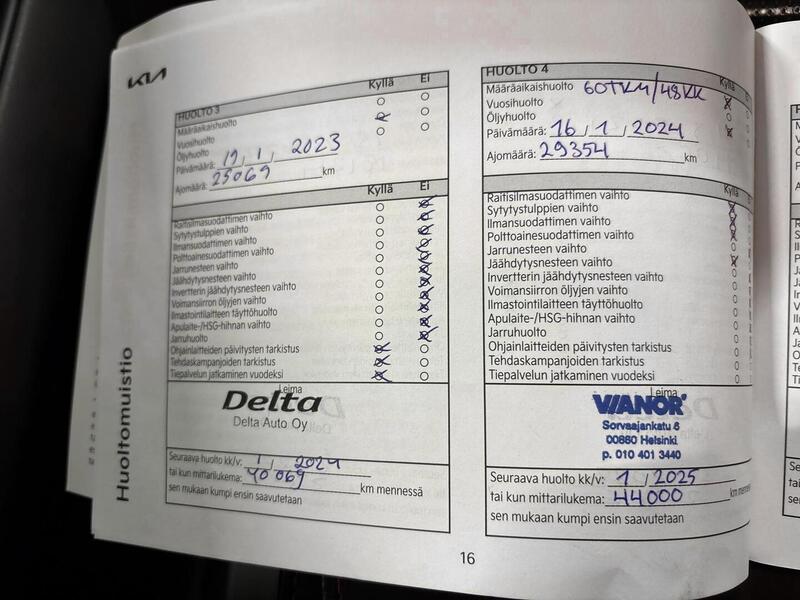 KIA
HUOLTO 3
Kyllä Ei
Määräaikaishuolto
Vuosihuolto
Öljyhuolto
Päivämäärä: 19 / 1 / 2023
Ajomäärä: 25069 km
Kyllä Ei
Raitisilmasuodattimen vaihto
Sytytystulppien vaihto
Ilmansuodattimen vaihto
Polttoainesuodattimen vaihto
Jarrunesteen vaihto
Jäähdytysnesteen vaihto
Invertterin jäähdytysnesteen vaihto
Voimansiirron öljyjen vaihto
Ilmastointilaitteen täyttöhuolto
Apulaite-/HSG-hihnan vaihto
Jarruhuolto
Ohjainlaitteiden päivitysten tarkistus
Tehdaskampanjoiden tarkistus
Tiepalvelun jatkaminen vuodeksi
Leima
Delta
Delta Auto Oy
Seuraava huolto kk/v: 1 / 2024
tai kun mittarilukema: 40069 km mennessä
sen mukaan kumpi ensin saavutetaan
Huoltomuistio
HUOLTO 4
Kyllä
Määräaikaishuolto 60TKM/48KK
Vuosihuolto
Öljyhuolto
Päivämäärä: 16 / 1 / 2024
Ajomäärä: 29354 km
Kyllä
Raitisilmasuodattimen vaihto
Sytytystulppien vaihto
Ilmansuodattimen vaihto
Polttoainesuodattimen vaihto
Jarrunesteen vaihto
Jäähdytysnesteen vaihto
Invertterin jäähdytysnesteen vaihto
Voimansiirron öljyjen vaihto
Ilmastointilaitteen täyttöhuolto
Apulaite-/HSG-hihnan vaihto
Jarruhuolto
Ohjainlaitteiden päivitysten tarkistus
Tehdaskampanjoiden tarkistus
Tiepalvelun jatkaminen vuodeksi
Leima
VIANOR
Sorvaajankatu 6
00880 Helsinki
p. 010 401 3440
Seuraava huolto kk/v: 1 / 2025
tai kun mittarilukema: 44000 km mennessä
sen mukaan kumpi ensin saavutetaan
16